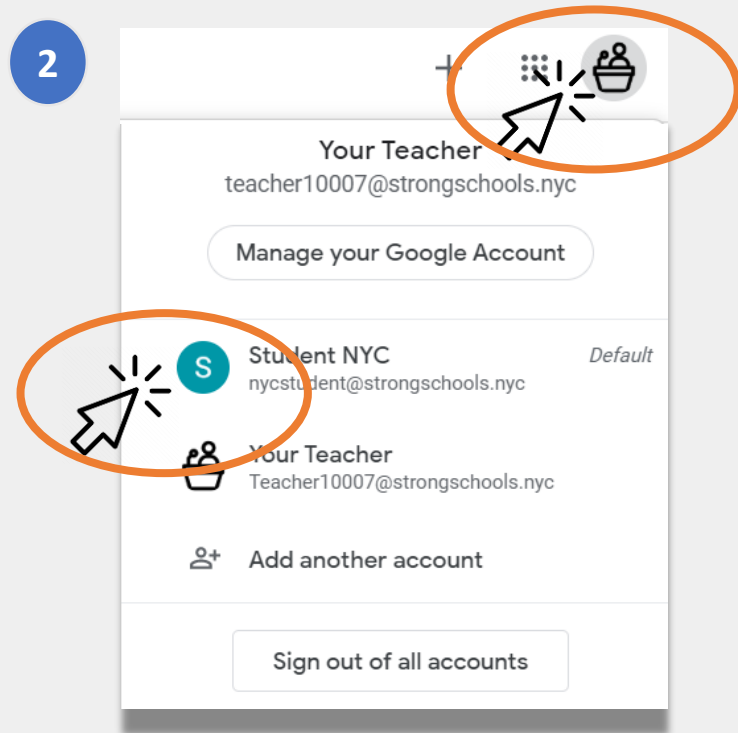 2
Your Teacher
teacher10007@strongschools.nyc
Manage your Google Account
S
Student NYC
Default
nycstudent@strongschools.nyc
Your Teacher
Teacher10007@strongschools.nyc
Add another account
Sign out of all accounts